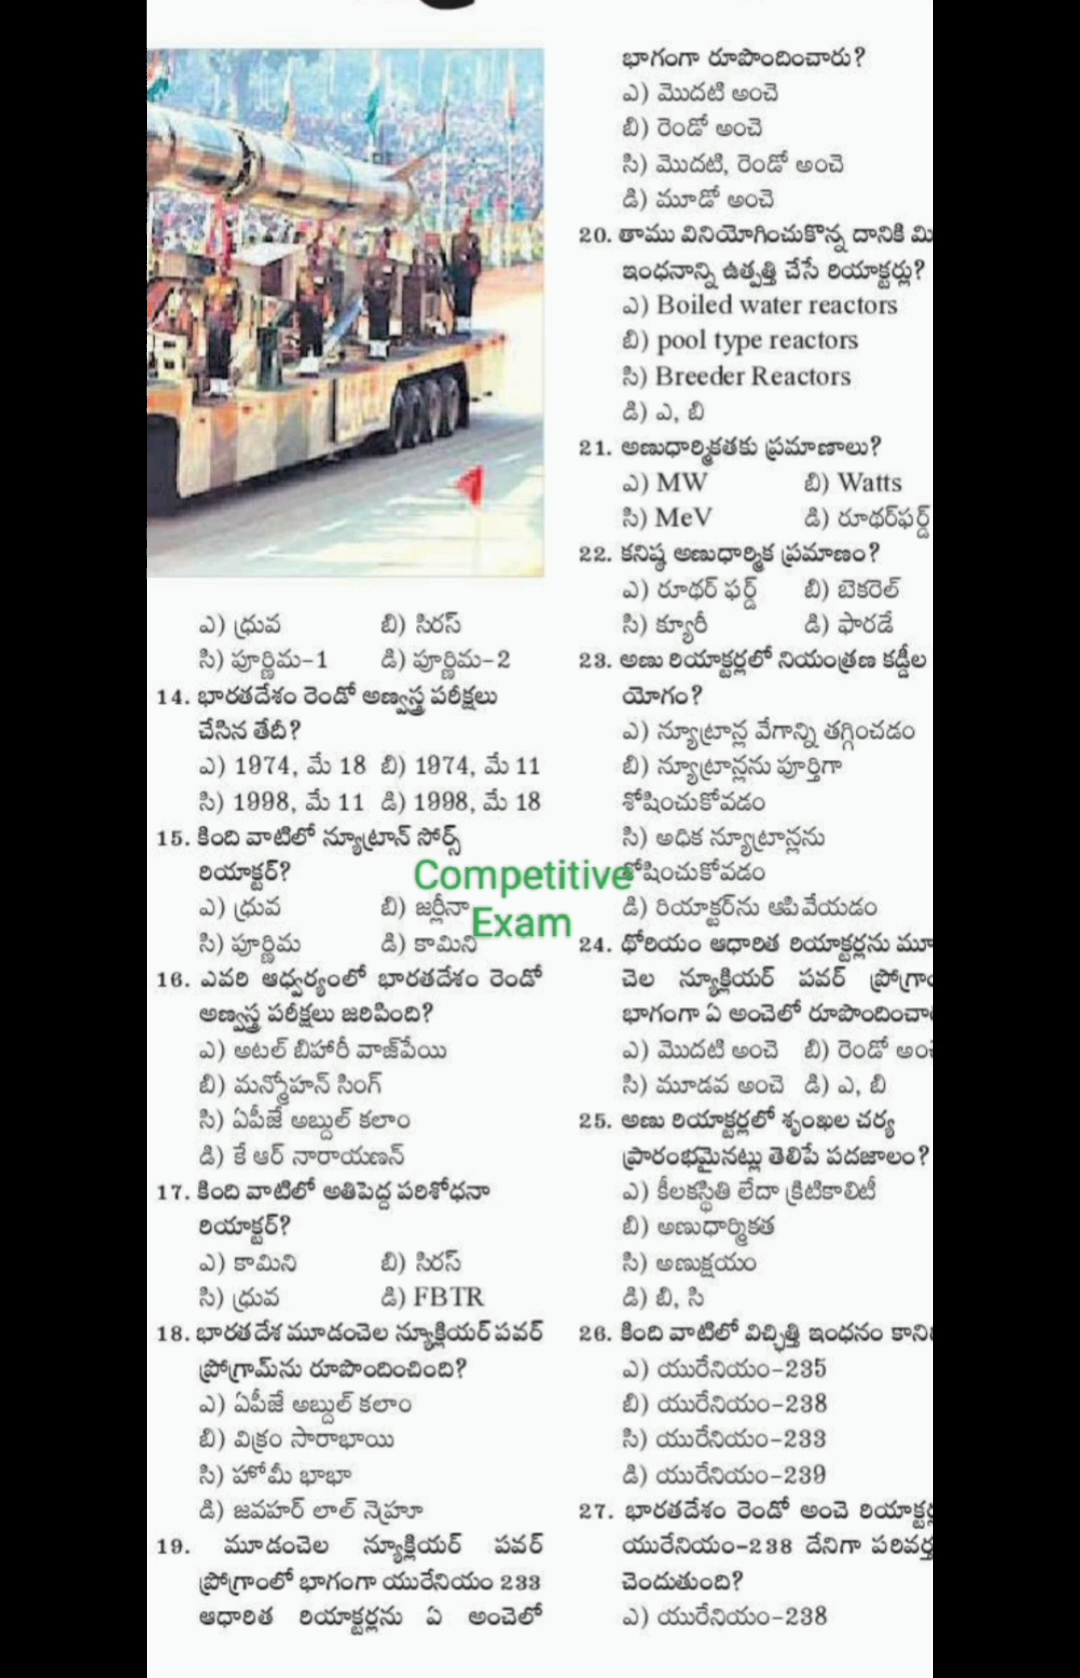 ఎ) ధ్రువ బి) సిరస్
సి) పూర్ణిమ-1 డి) పూర్ణిమ-2
14. భారతదేశం రెండో అణ్వస్త్ర పరీక్షలు
చేసిన తేదీ?
ఎ) 1974, మే 18 బి) 1974, మే 11
సి) 1998, మే 11 డి) 1998, మే 18
15. కింది వాటిలో న్యూట్రాన్ సోర్స్
రియాక్టర్?
ఎ) ధ్రువ బి) జర్లీనా
సి) పూర్ణిమ డి) కామిని
16. ఎవరి ఆధ్వర్యంలో భారతదేశం రెండో
అణ్వస్త్ర పరీక్షలు జరిపింది?
ఎ) అటల్ బిహారీ వాజ్‌పేయి
బి) మన్మోహన్ సింగ్
సి) ఏపీజే అబ్దుల్ కలాం
డి) కే ఆర్ నారాయణన్
17. కింది వాటిలో అతిపెద్ద పరిశోధనా
రియాక్టర్?
ఎ) కామిని బి) సిరస్
సి) ధ్రువ డి) FBTR
18. భారతదేశ మూడంచెల న్యూక్లియర్ పవర్
ప్రోగ్రామ్‌ను రూపొందించింది?
ఎ) ఏపీజే అబ్దుల్ కలాం
బి) విక్రం సారాభాయి
సి) హోమీ భాభా
డి) జవహర్ లాల్ నెహ్రూ
19. మూడంచెల న్యూక్లియర్ పవర్
ప్రోగ్రాంలో భాగంగా యురేనియం 233
ఆధారిత రియాక్టర్లను ఏ అంచెలో
భాగంగా రూపొందించారు?
ఎ) మొదటి అంచె
బి) రెండో అంచె
సి) మొదటి, రెండో అంచె
డి) మూడో అంచె
20. తాము వినియోగించుకొన్న దానికి మి
ఇంధనాన్ని ఉత్పత్తి చేసే రియాక్టర్లు?
ఎ) Boiled water reactors
బి) pool type reactors
సి) Breeder Reactors
డి) ఎ, బి
21. అణుధార్మికతకు ప్రమాణాలు?
ఎ) MW బి) Watts
సి) MeV డి) రూథర్‌ఫర్డ్
22. కనిష్ఠ అణుధార్మిక ప్రమాణం?
ఎ) రూథర్ ఫర్డ్ బి) బెకరెల్
సి) క్యూరీ డి) ఫారడే
23. అణు రియాక్టర్లలో నియంత్రణ కడ్డీల
యోగం?
ఎ) న్యూట్రాన్ల వేగాన్ని తగ్గించడం
బి) న్యూట్రాన్లను పూర్తిగా
శోషించుకోవడం
సి) అధిక న్యూట్రాన్లను
శోషించుకోవడం
డి) రియాక్టర్‌ను ఆపివేయడం
24. థోరియం ఆధారిత రియాక్టర్లను మూ
చెల న్యూక్లియర్ పవర్ ప్రోగ్రాం
భాగంగా ఏ అంచెలో రూపొందించా
ఎ) మొదటి అంచె బి) రెండో అంచె
సి) మూడవ అంచె డి) ఎ, బి
25. అణు రియాక్టర్లలో శృంఖల చర్య
ప్రారంభమైనట్లు తెలిపే పదజాలం?
ఎ) కీలకస్థితి లేదా క్రిటికాలిటీ
బి) అణుధార్మికత
సి) అణుక్షయం
డి) బి, సి
26. కింది వాటిలో విచ్ఛిత్తి ఇంధనం కాని
ఎ) యురేనియం-235
బి) యురేనియం-238
సి) యురేనియం-233
డి) యురేనియం-239
27. భారతదేశం రెండో అంచె రియాక్టర్ల
యురేనియం-238 దేనిగా పరివర్త
చెందుతుంది?
ఎ) యురేనియం-238
Competitive
Exam